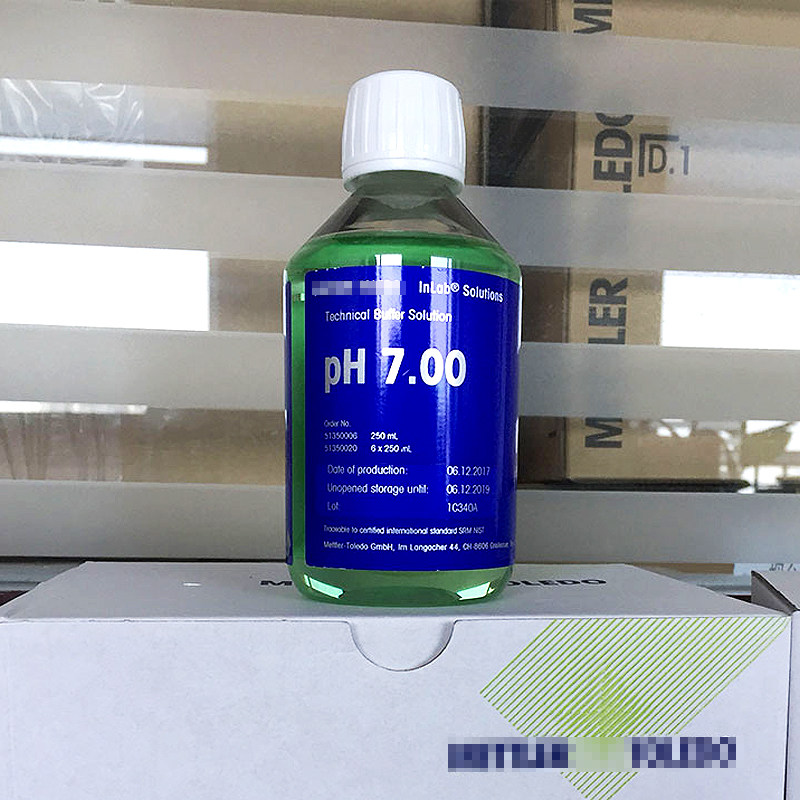 D.1
InLab® Solutions
Technical Buffer Solution
pH 7.00
Order No.
51350006 250 mL
51350020 6 x 250 mL
Date of production: 06.12.2017
Unopened storage until: 06.12.2019
Lot: 1C340A
Traceable to certified international standard SRM NIST
Mettler-Toledo GmbH, Im Langacher 44, CH-8606
TOLEDO